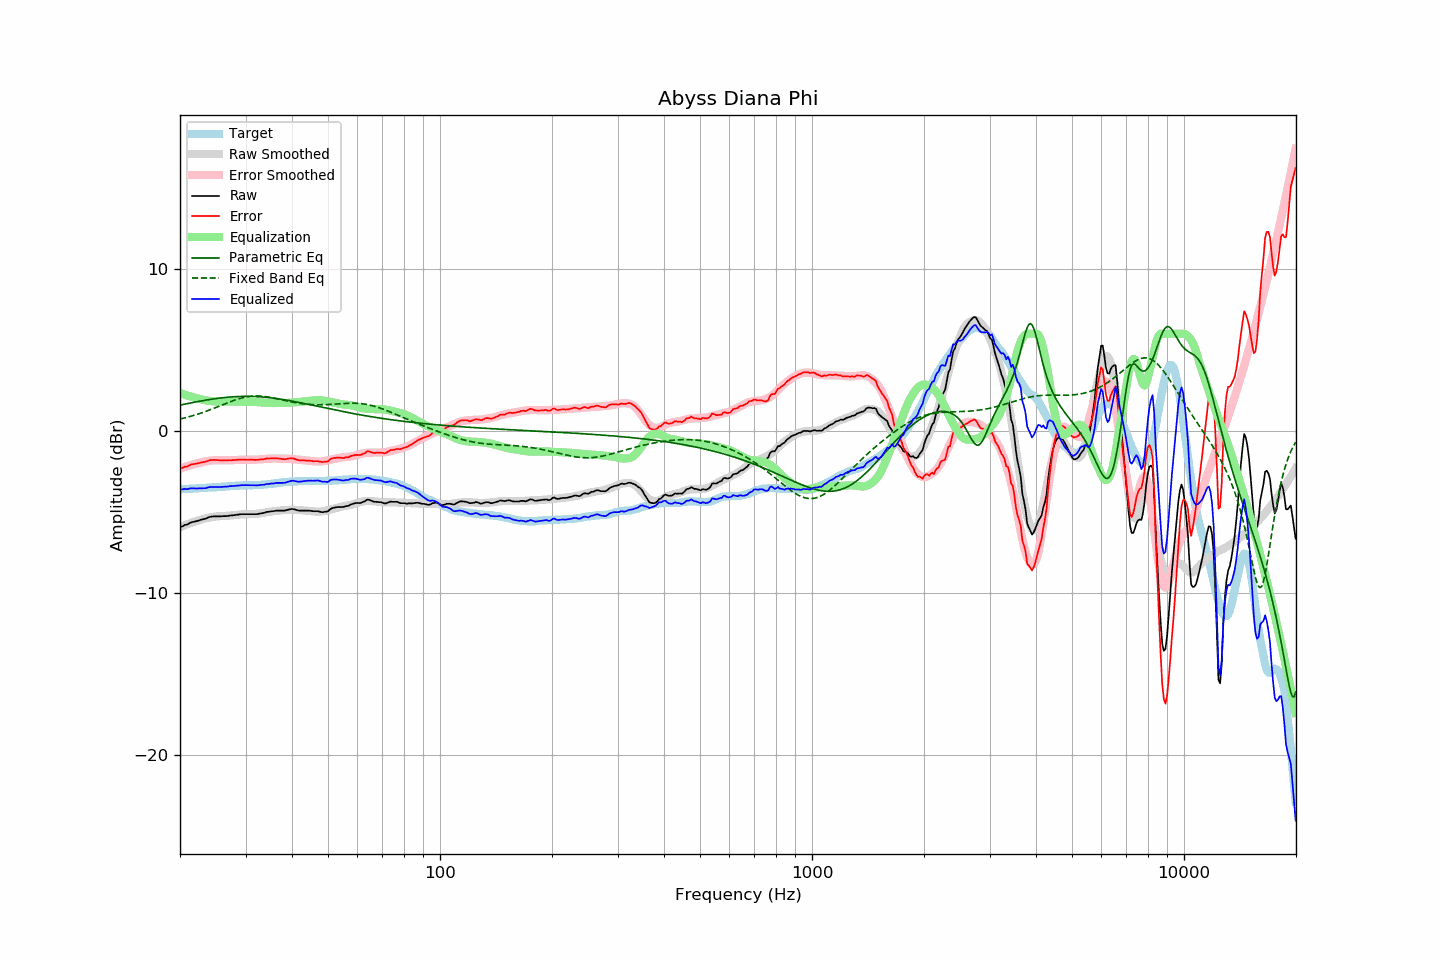 Abyss Diana Phi
Target
Raw Smoothed
Error Smoothed
Raw
Error
Equalization
Parametric Eq
Fixed Band Eq
Equalized
10
0
−10
−20
Amplitude (dBr)
100
1000
10000
Frequency (Hz)